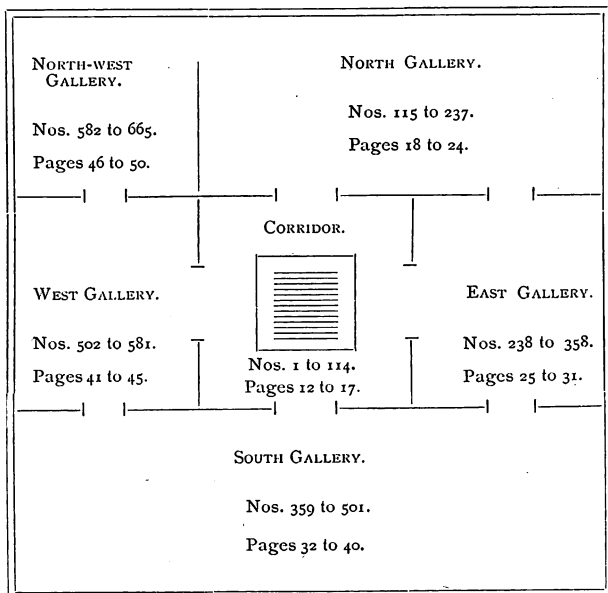 NORTH-WEST
GALLERY.
Nos. 582 to 665.
Pages 46 to 50.
NORTH GALLERY.
Nos. 115 to 237.
Pages 18 to 24.
CORRIDOR.
WEST GALLERY.
Nos. 502 to 581.
Pages 41 to 45.
Nos. 1 to 114.
Pages 12 to 17.
EAST GALLERY.
Nos. 238 to 358.
Pages 25 to 31.
SOUTH GALLERY.
Nos. 359 to 501.
Pages 32 to 40.